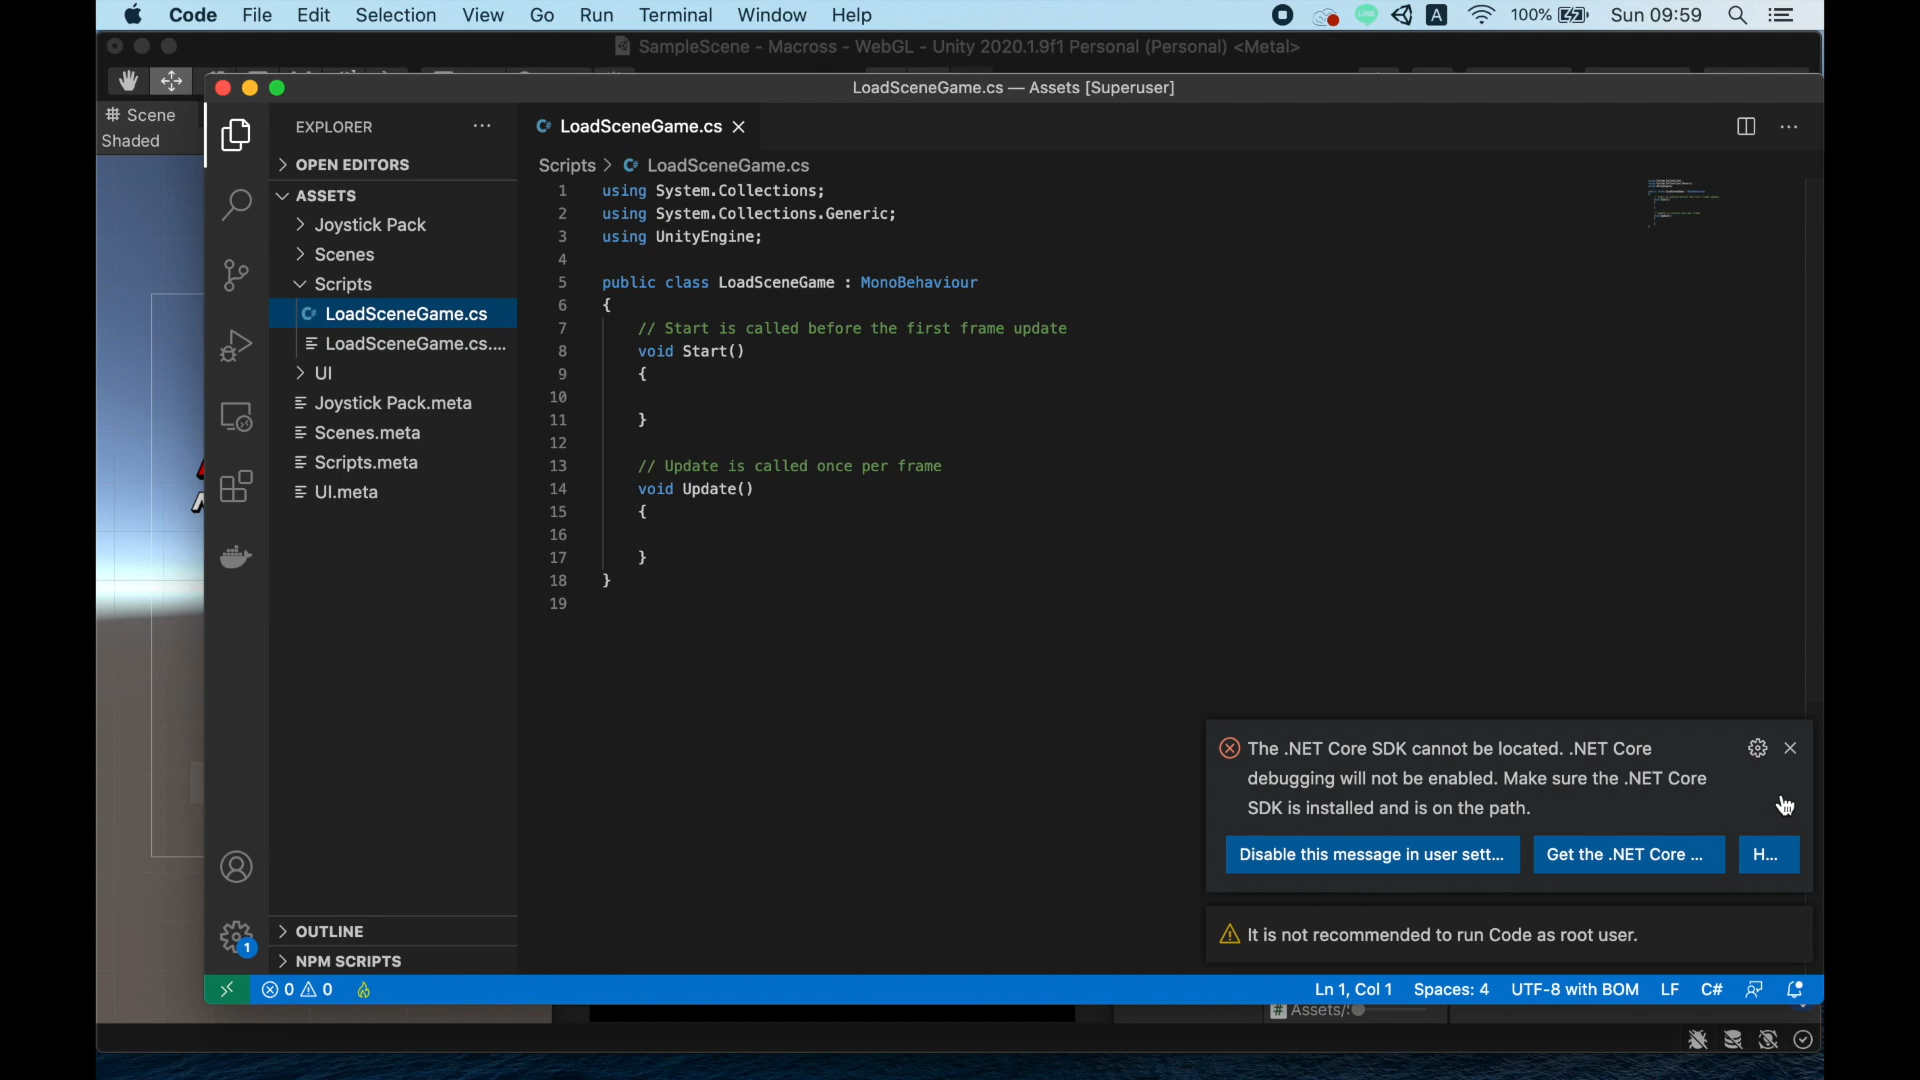 Code File Edit Selection View Go Run Terminal Window Help
LINE A 100% Sun 09:59
SampleScene - Macross - WebGL - Unity 2020.1.9f1 Personal (Personal) <Metal>
LoadSceneGame.cs — Assets [Superuser]
# Scene
Shaded
EXPLORER
OPEN EDITORS
ASSETS
Joystick Pack
Scenes
Scripts
LoadSceneGame.cs
LoadSceneGame.cs....
UI
Joystick Pack.meta
Scenes.meta
Scripts.meta
UI.meta
OUTLINE
NPM SCRIPTS
LoadSceneGame.cs
Scripts > LoadSceneGame.cs
1 using System.Collections;
2 using System.Collections.Generic;
3 using UnityEngine;
4
5 public class LoadSceneGame : MonoBehaviour
6 {
7 // Start is called before the first frame update
8 void Start()
9 {
10
11 }
12
13 // Update is called once per frame
14 void Update()
15 {
16
17 }
18 }
19
The .NET Core SDK cannot be located. .NET Core
debugging will not be enabled. Make sure the .NET Core
SDK is installed and is on the path.
Disable this message in user sett... Get the .NET Core ... H...
It is not recommended to run Code as root user.
1
0 0 Ln 1, Col 1 Spaces: 4 UTF-8 with BOM LF C#
# Assets/